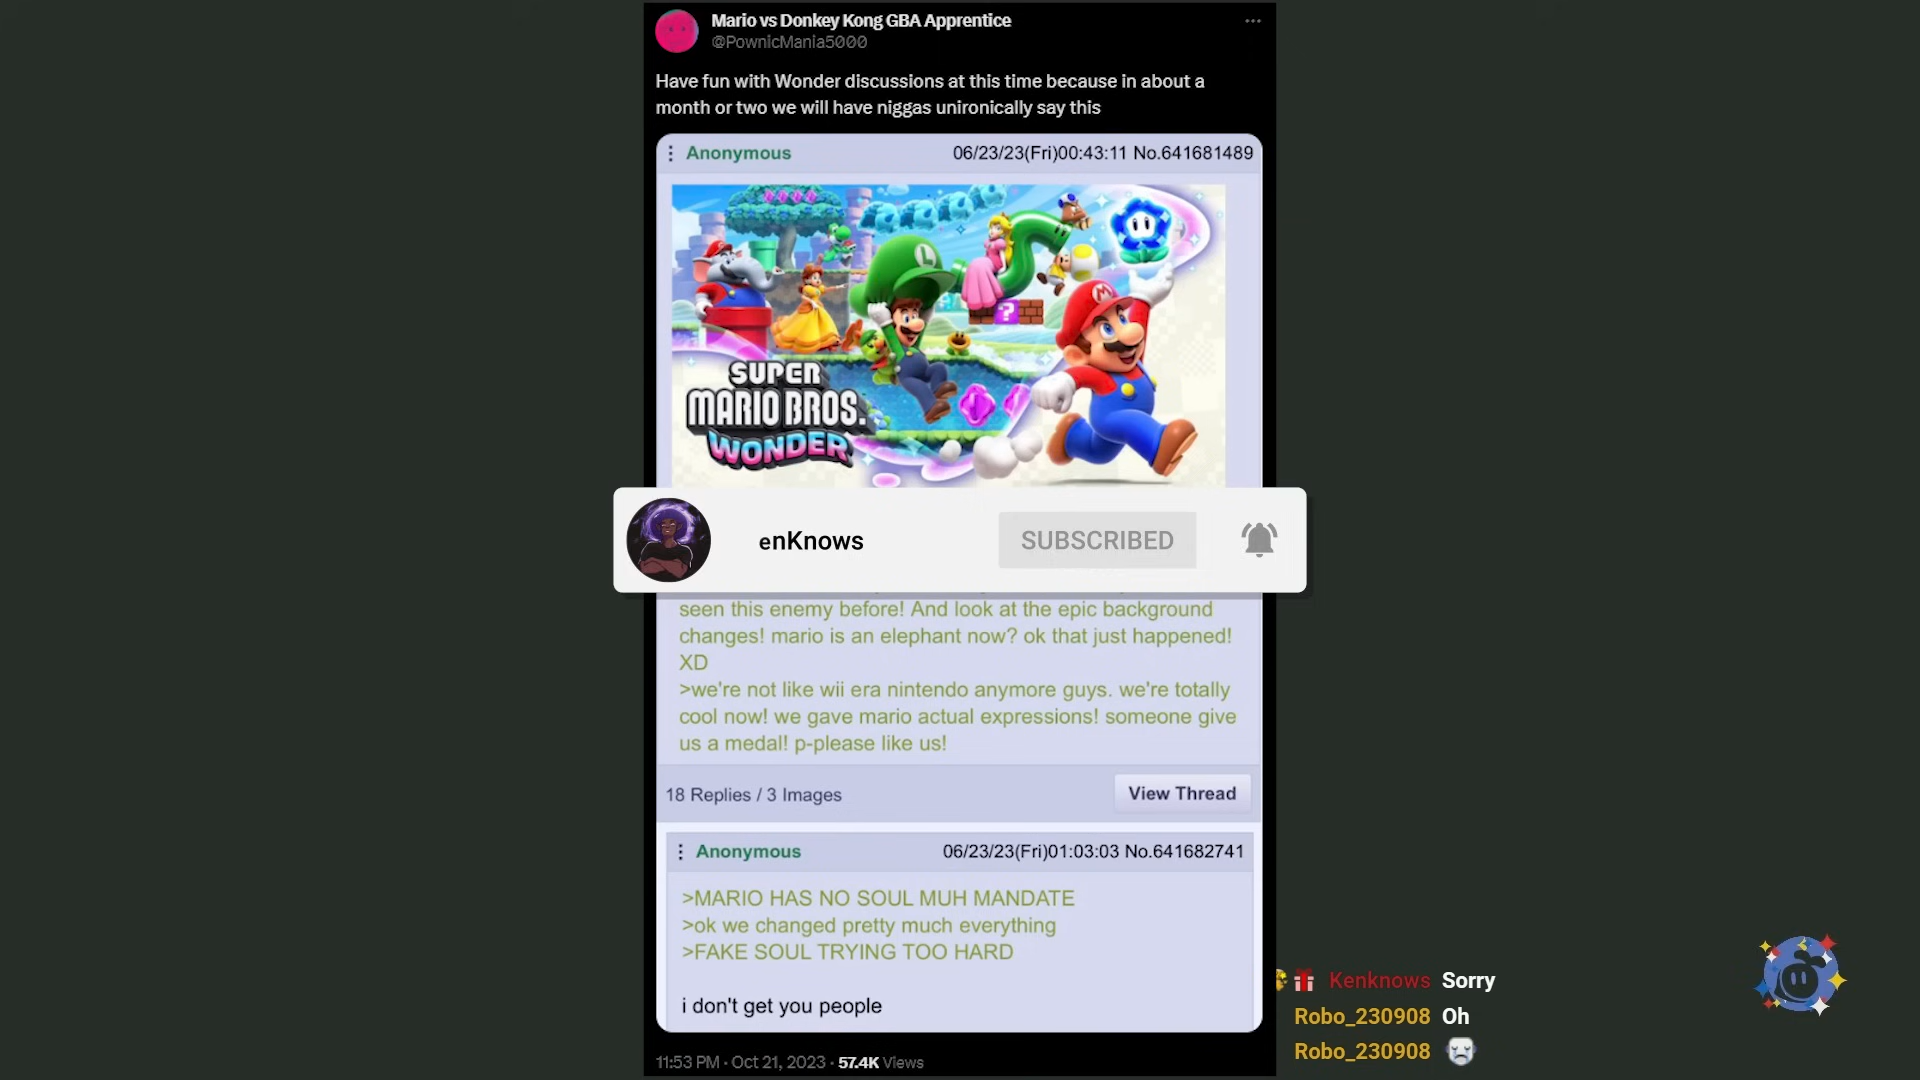 Mario vs Donkey Kong GBA Apprentice
@PownicMania5000
Have fun with Wonder discussions at this time because in about a
month or two we will have niggas unironically say this
Anonymous 06/23/23(Fri)00:43:11 No.641681489
L
M
?
SUPER
MARIO BROS.
WONDER
enKnows SUBSCRIBED
seen this enemy before! And look at the epic background
changes! mario is an elephant now? ok that just happened!
XD
>we're not like wii era nintendo anymore guys. we're totally
cool now! we gave mario actual expressions! someone give
us a medal! p-please like us!
18 Replies / 3 Images View Thread
Anonymous 06/23/23(Fri)01:03:03 No.641682741
>MARIO HAS NO SOUL MUH MANDATE
>ok we changed pretty much everything
>FAKE SOUL TRYING TOO HARD
i don't get you people
11:53 PM · Oct 21, 2023 · 57.4K Views
Kenknows Sorry
Robo_230908 Oh
Robo_230908